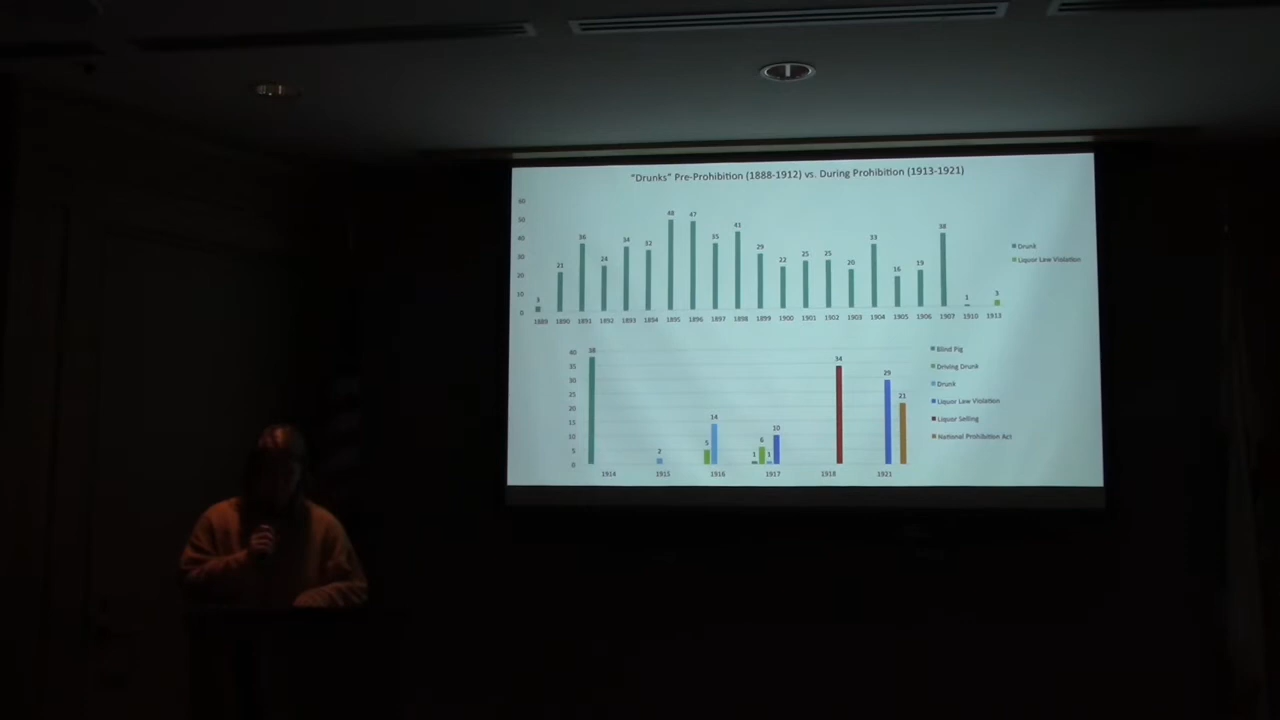 "Drunks" Pre-Prohibition (1888-1912) vs. During Prohibition (1913-1921)
60
50
40
30
20
10
0
3 21 36 24 34 32 48 47 35 41 29 22 25 25 20 33 16 19 38 1 3
1889 1890 1891 1892 1893 1894 1895 1896 1897 1898 1899 1900 1901 1902 1903 1904 1905 1906 1907 1910 1913
Drunk
Liquor Law Violation
40
35
30
25
20
15
10
5
0
38 2 5 14 1 6 1 10 34 29 21
1914 1915 1916 1917 1918 1921
Blind Pig
Driving Drunk
Drunk
Liquor Law Violation
Liquor Selling
National Prohibition Act